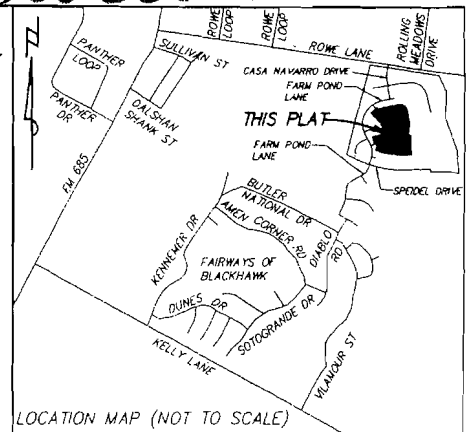 ROWE
LOOP
ROWE
LOOP
ROLLING
MEADOWS
DRIVE
SULLIVAN ST
ROWE LANE
PANTHER
LOOP
CASA NAVARRO DRIVE
FARM POND
LANE
PANTHER
DR
DALSHAN
SHANK ST
THIS PLAT
FM 685
FARM POND
LANE
SPEIDEL DRIVE
BUTLER
NATIONAL DR
AMEN CORNER RD
KENNEMER DR
DIABLO
RD
FAIRWAYS OF
BLACKHAWK
DUNES DR
SOTOGRANDE DR
KELLY LANE
VILAMOUR ST
LOCATION MAP (NOT TO SCALE)